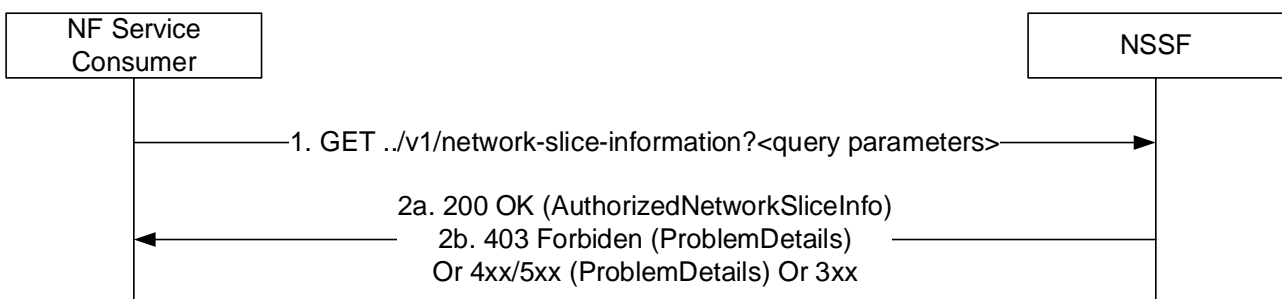 NF Service
Consumer
NSSF
1. GET ../v1/network-slice-information?<query parameters>
2a. 200 OK (AuthorizedNetworkSliceInfo)
2b. 403 Forbiden (ProblemDetails)
Or 4xx/5xx (ProblemDetails) Or 3xx